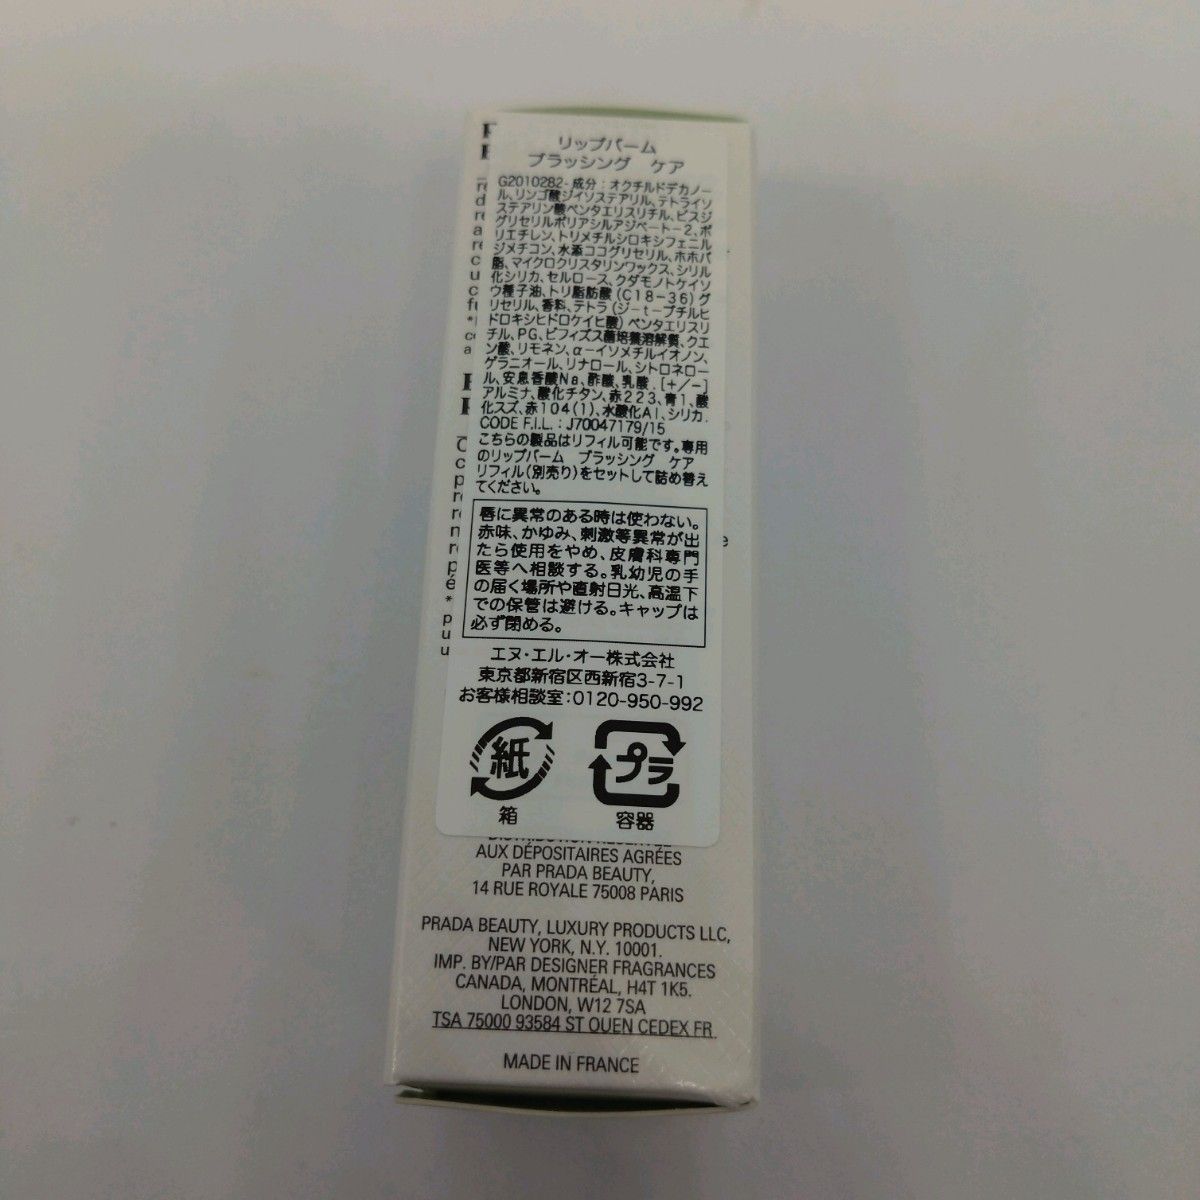 リップバーム
ブラッシング ケア
G2010282-成分：オクチルドデカノー
ル、リンゴ酸ジイソステアリル、テトライソ
ステアリン酸ペンタエリスリチル、ビスジ
グリセリルポリアシルアジペート-2、ポ
リエチレン、トリメチルシロキシフェニル
ジメチコン、水添ココグリセリル、ホホバ
脂、マイクロクリスタリンワックス、シリル
化シリカ、セルロース、クダモノトケイソ
ウ種子油、トリ脂肪酸(C18-36)グ
リセリル、香料、テトラ(ジ-t-ブチルヒ
ドロキシヒドロケイヒ酸)ペンタエリスリ
チル、PG、ビフィズス菌培養溶解質、クエ
ン酸、リモネン、α-イソメチルイオノン、
ゲラニオール、リナロール、シトロネロー
ル、安息香酸Na、酢酸、乳酸、[+/-]
アルミナ、酸化チタン、赤223、青1、酸
化スズ、赤104(1)、水酸化Al、シリカ.
CODE F.I.L.：J70047179/15
こちらの製品はリフィル可能です。専用
のリップバーム ブラッシング ケア
リフィル(別売り)をセットして詰め替え
てください。
唇に異常のある時は使わない。
赤味、かゆみ、刺激等異常が出
たら使用をやめ、皮膚科専門
医等へ相談する。乳幼児の手
の届く場所や直射日光、高温下
での保管は避ける。キャップは
必ず閉める。
エヌ・エル・オー株式会社
東京都新宿区西新宿3-7-1
お客様相談室：0120-950-992
紙
箱
プラ
容器
AUX DÉPOSITAIRES AGRÉES
PAR PRADA BEAUTY,
14 RUE ROYALE 75008 PARIS
PRADA BEAUTY, LUXURY PRODUCTS LLC,
NEW YORK, N.Y. 10001.
IMP. BY/PAR DESIGNER FRAGRANCES
CANADA, MONTRÉAL, H4T 1K5.
LONDON, W12 7SA
TSA 75000 93584 ST OUEN CEDEX FR.
MADE IN FRANCE